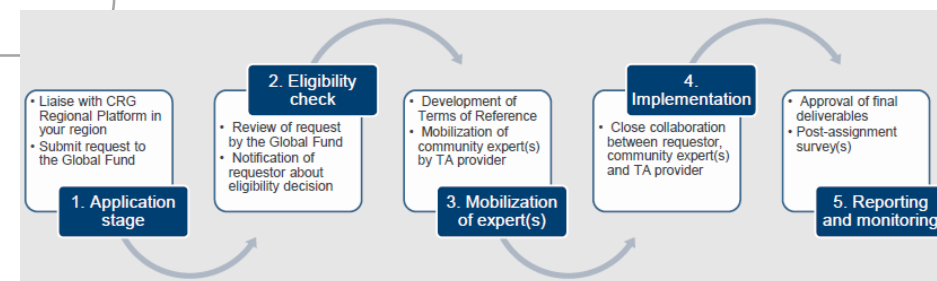 • Liaise with CRG
Regional Platform in
your region
• Submit request to
the Global Fund
1. Application
stage
2. Eligibility
check
• Review of request
by the Global Fund
• Notification of
requestor about
eligibility decision
• Development of
Terms of Reference
• Mobilization of
community expert(s)
by TA provider
3. Mobilization
of expert(s)
4.
Implementation
• Close collaboration
between requestor,
community expert(s)
and TA provider
• Approval of final
deliverables
• Post-assignment
survey(s)
5. Reporting
and monitoring